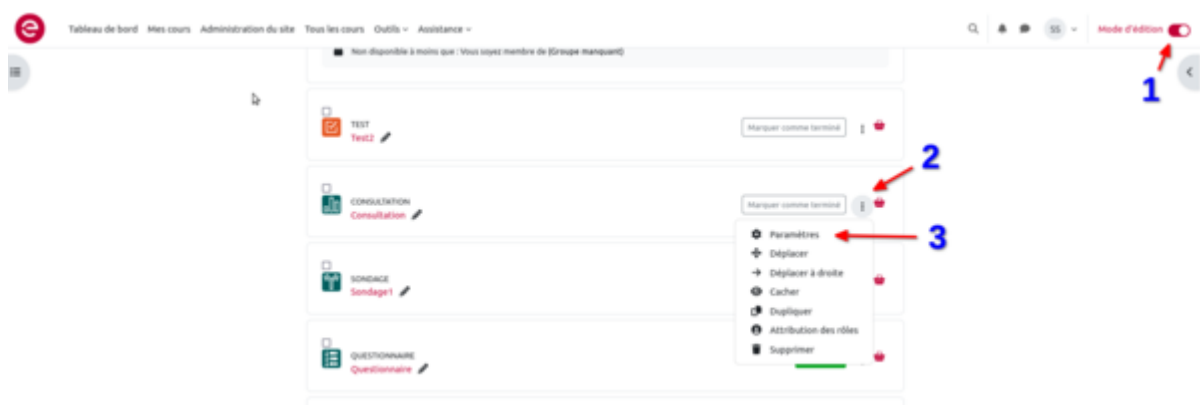 e
Tableau de bord Mes cours Administration du site Tous les cours Outils Assistance SS Mode d'édition
1
Non disponible à moins que : Vous soyez membre de (Groupe manquant)
TEST
Test2
Marquer comme terminé
2
CONSULTATION
Consultation
Marquer comme terminé
3
Paramètres
Déplacer
Déplacer à droite
Cacher
Dupliquer
Attribution des rôles
Supprimer
SONDAGE
Sondage1
QUESTIONNAIRE
Questionnaire